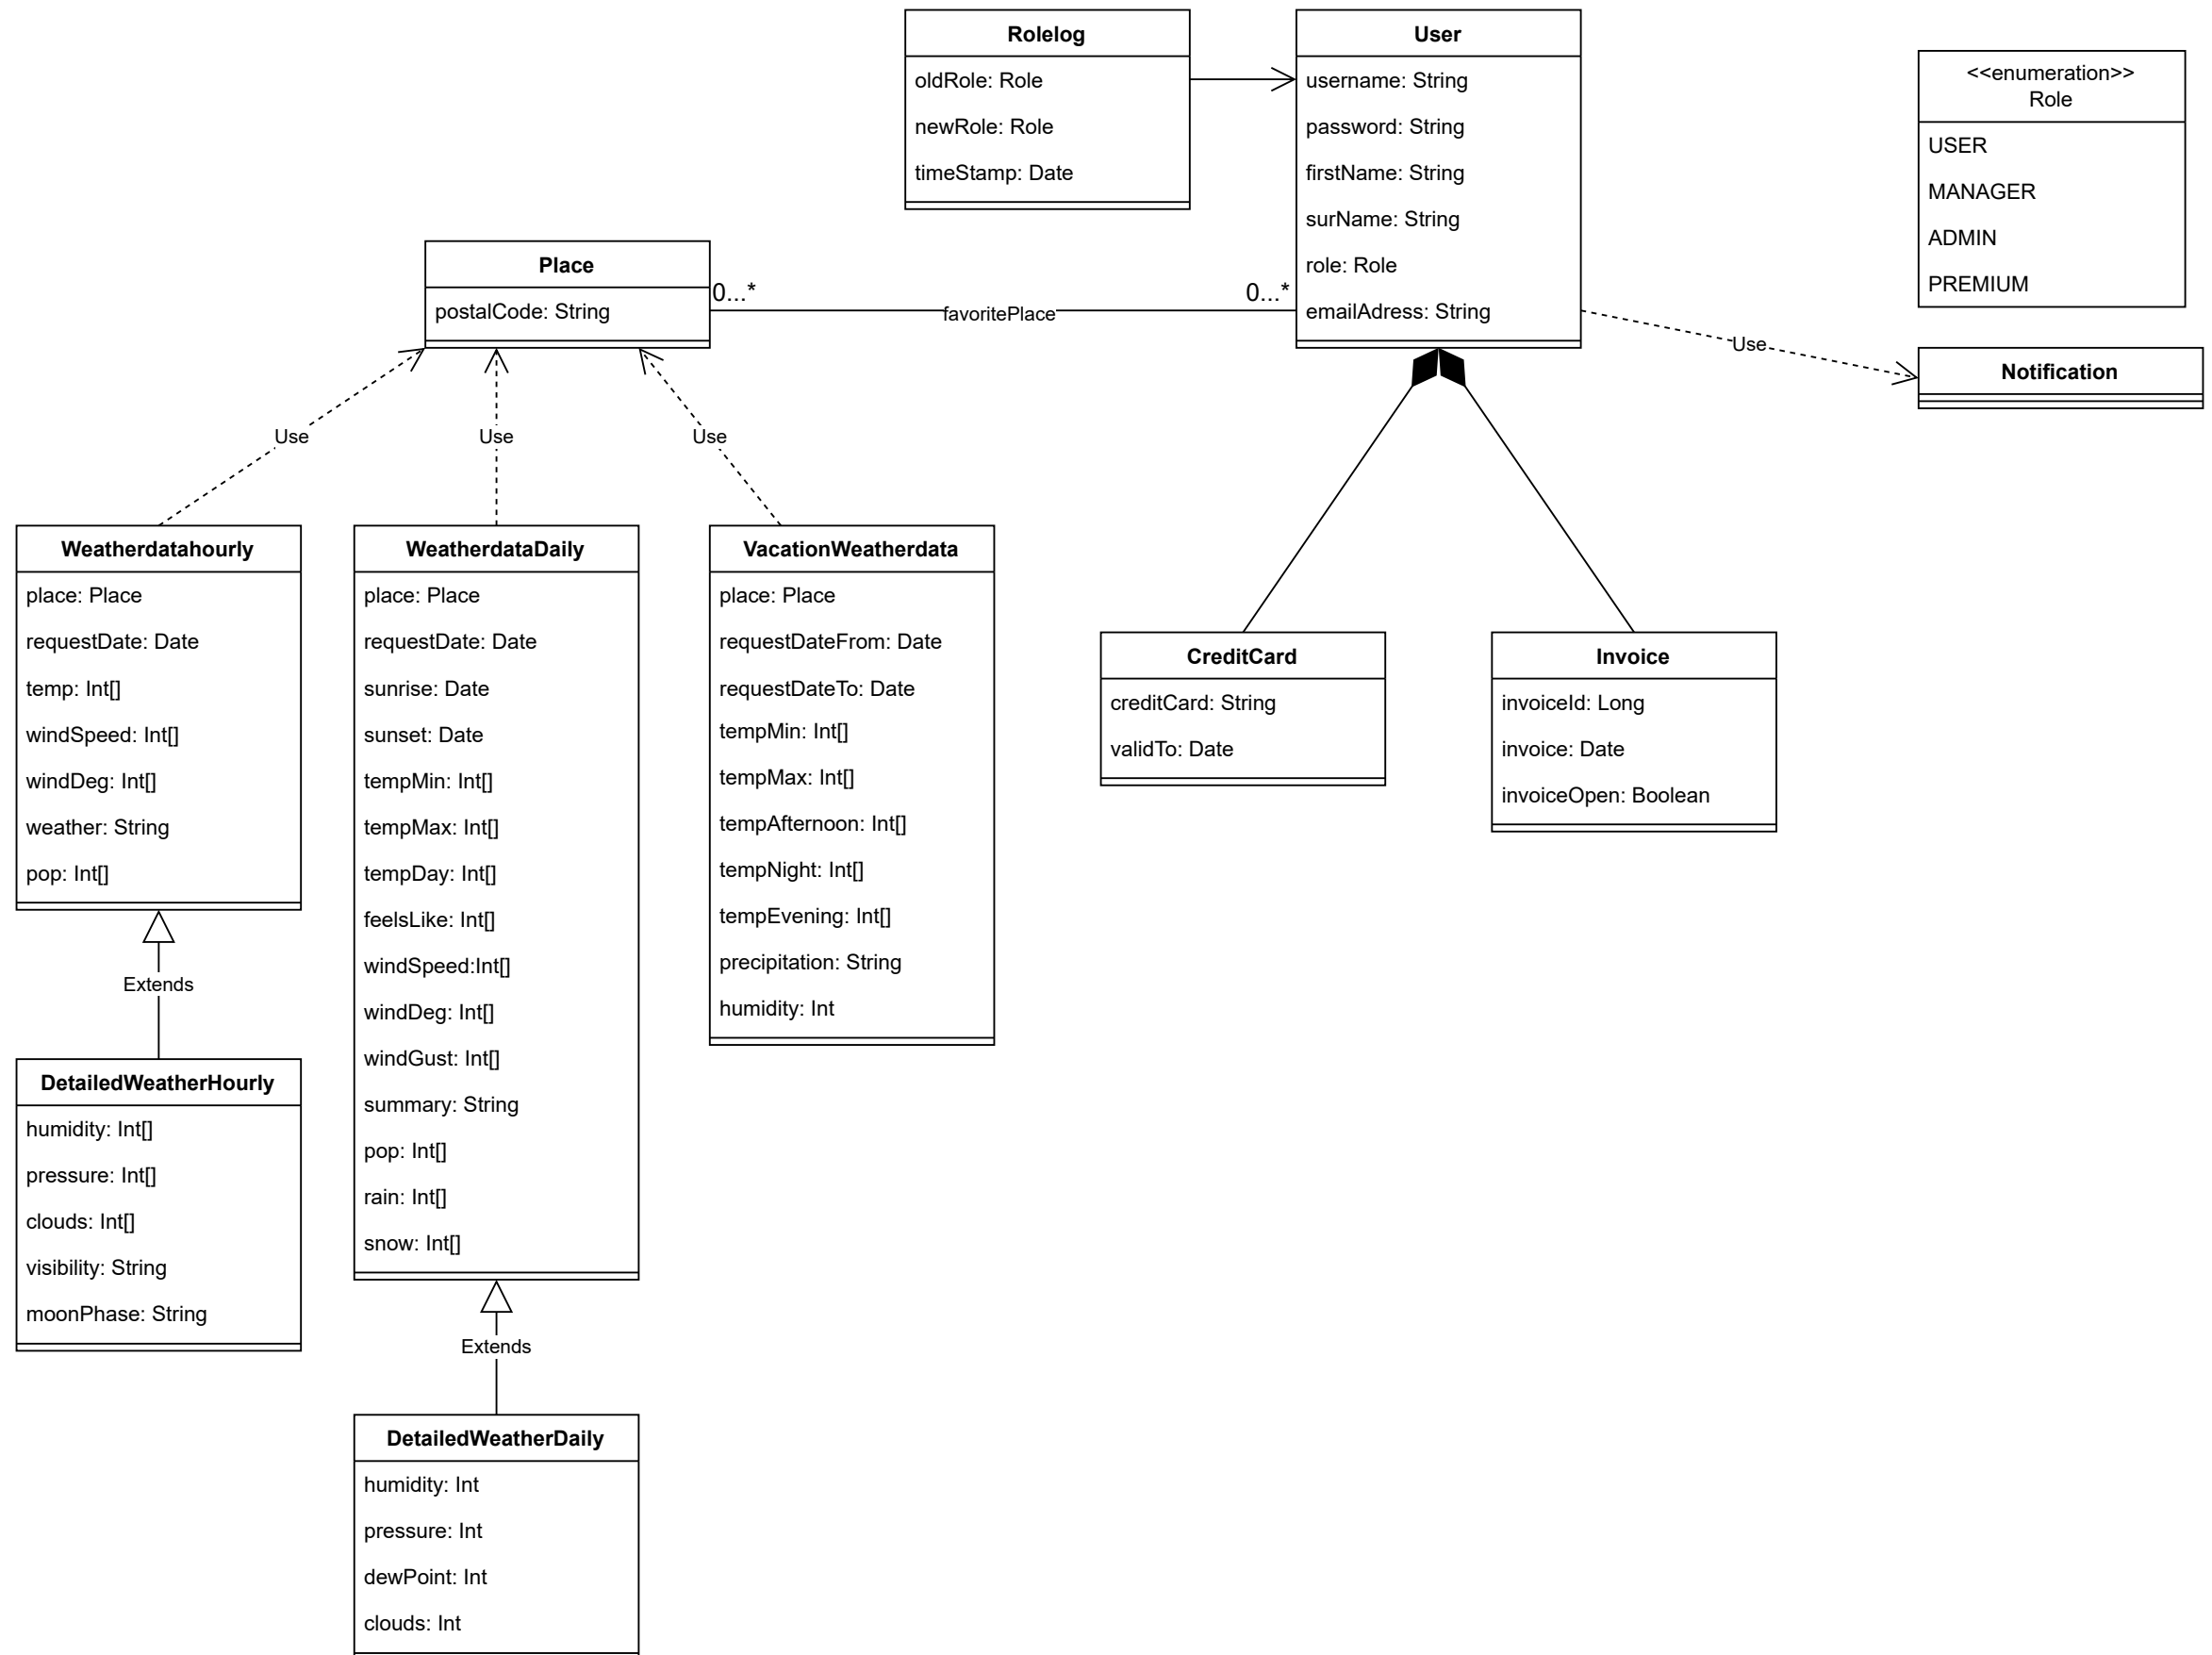 Rolelog
oldRole: Role
newRole: Role
timeStamp: Date
User
username: String
password: String
firstName: String
surName: String
role: Role
emailAdress: String
<<enumeration>>
Role
USER
MANAGER
ADMIN
PREMIUM
Place
postalCode: String
0...*
favoritePlace
0...*
Use
Notification
Use
Use
Use
Weatherdatahourly
place: Place
requestDate: Date
temp: Int[]
windSpeed: Int[]
windDeg: Int[]
weather: String
pop: Int[]
WeatherdataDaily
place: Place
requestDate: Date
sunrise: Date
sunset: Date
tempMin: Int[]
tempMax: Int[]
tempDay: Int[]
feelsLike: Int[]
windSpeed:Int[]
windDeg: Int[]
windGust: Int[]
summary: String
pop: Int[]
rain: Int[]
snow: Int[]
VacationWeatherdata
place: Place
requestDateFrom: Date
requestDateTo: Date
tempMin: Int[]
tempMax: Int[]
tempAfternoon: Int[]
tempNight: Int[]
tempEvening: Int[]
precipitation: String
humidity: Int
CreditCard
creditCard: String
validTo: Date
Invoice
invoiceId: Long
invoice: Date
invoiceOpen: Boolean
Extends
DetailedWeatherHourly
humidity: Int[]
pressure: Int[]
clouds: Int[]
visibility: String
moonPhase: String
Extends
DetailedWeatherDaily
humidity: Int
pressure: Int
dewPoint: Int
clouds: Int